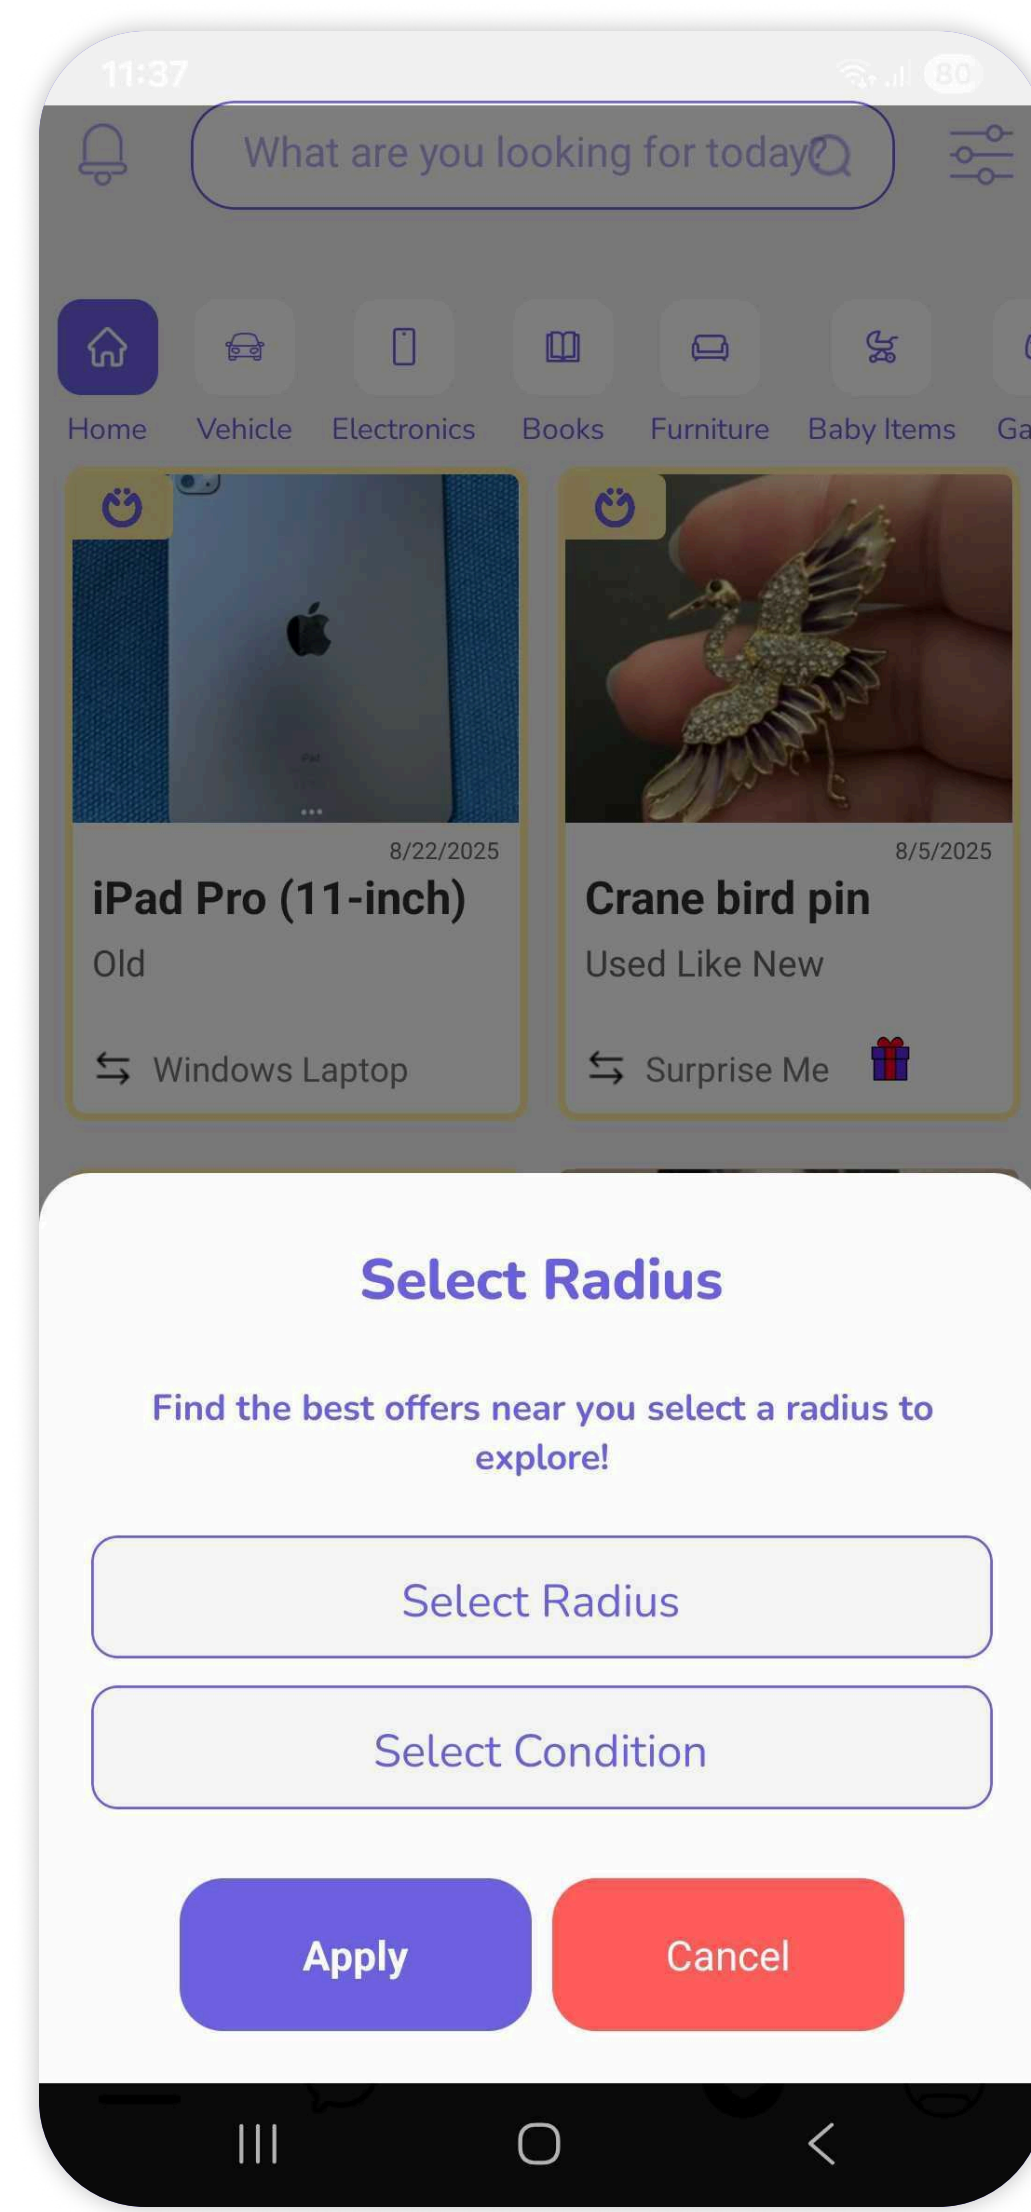 11:37
80
What are you looking for today?
Home Vehicle Electronics Books Furniture Baby Items Ga
iPad
8/22/2025
iPad Pro (11-inch)
Old
Windows Laptop
8/5/2025
Crane bird pin
Used Like New
Surprise Me
Select Radius
Find the best offers near you select a radius to
explore!
Select Radius
Select Condition
Apply
Cancel